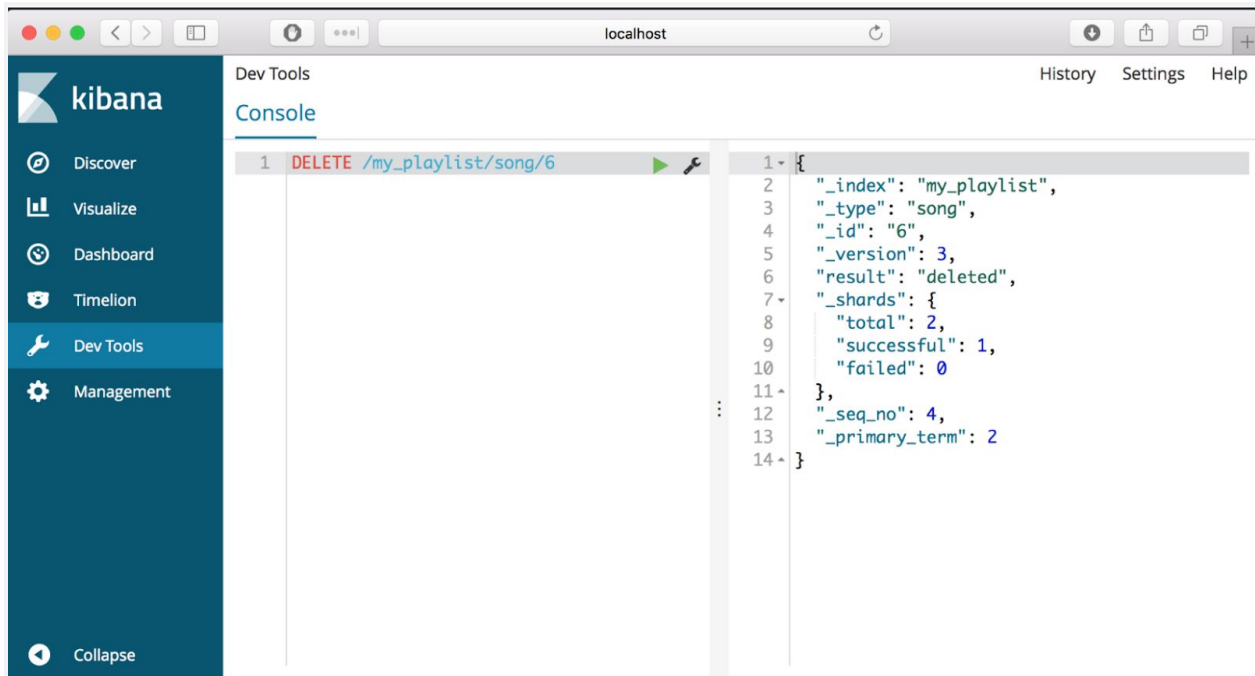 localhost
kibana
Discover
Visualize
Dashboard
Timelion
Dev Tools
Management
Collapse
Dev Tools
History Settings Help
Console
1 DELETE /my_playlist/song/6
1 {
2 "_index": "my_playlist",
3 "_type": "song",
4 "_id": "6",
5 "_version": 3,
6 "result": "deleted",
7 "_shards": {
8 "total": 2,
9 "successful": 1,
10 "failed": 0
11 },
12 "_seq_no": 4,
13 "_primary_term": 2
14 }